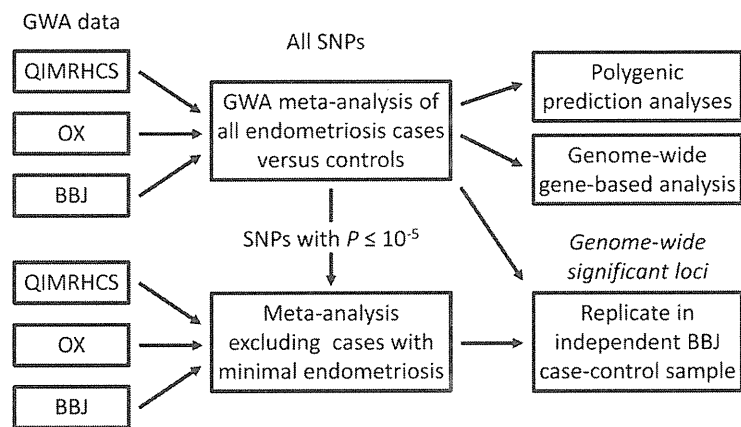 GWA data
QIMRHCS
OX
BBJ
All SNPs
GWA meta-analysis of
all endometriosis cases
versus controls
Polygenic
prediction analyses
Genome-wide
gene-based analysis
SNPs with P ≤ 10⁻⁵
Genome-wide
significant loci
QIMRHCS
OX
BBJ
Meta-analysis
excluding cases with
minimal endometriosis
Replicate in
independent BBJ
case-control sample